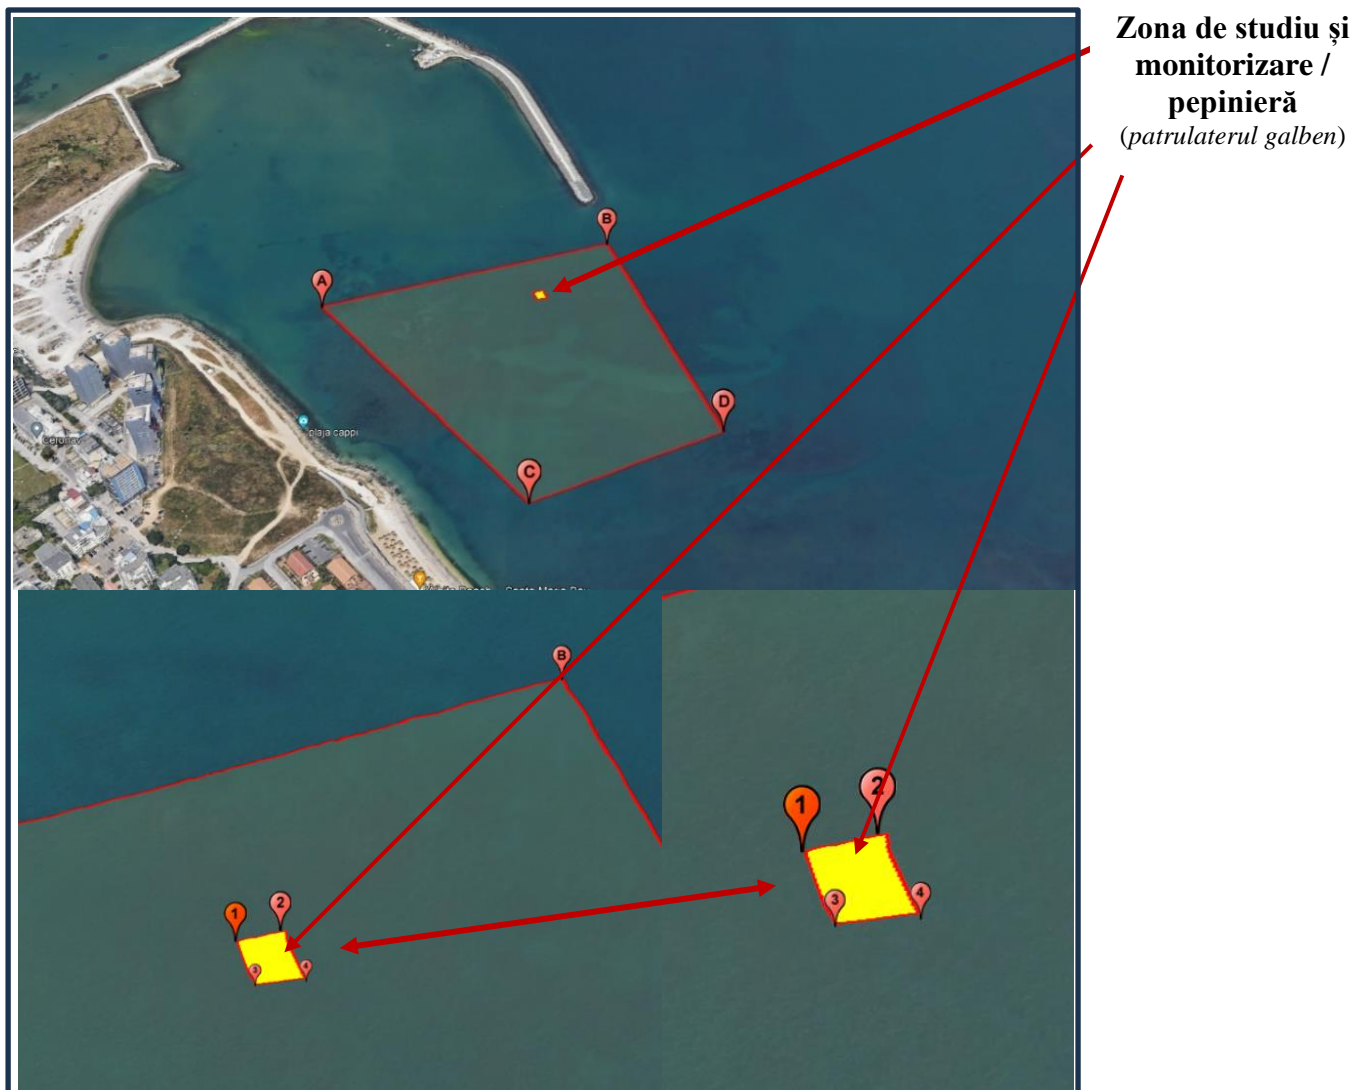 Zona de studiu și
monitorizare /
pepinieră
(patrulaterul galben)
B
A
D
plaja cappi
C
B
1
2
3
4
1
2
3
4